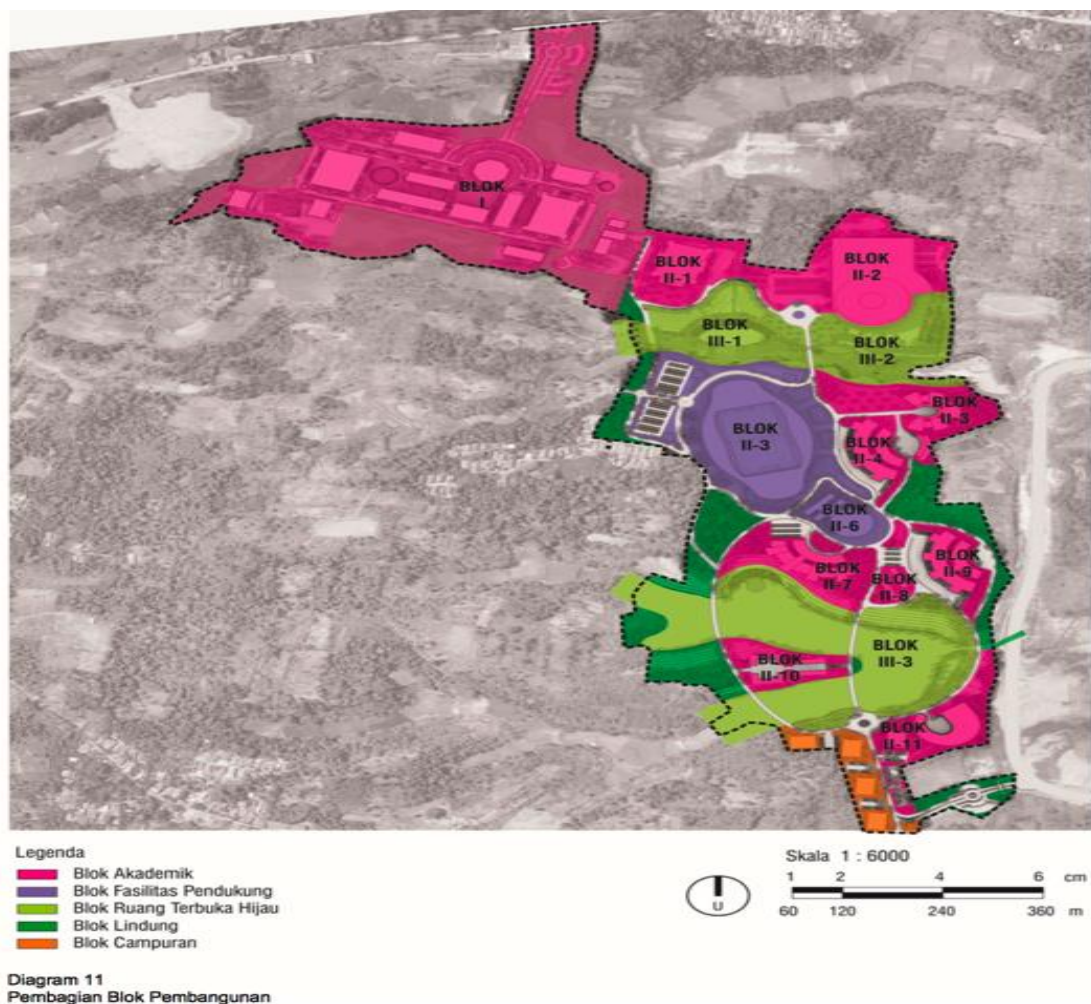 BLOK
I
BLOK
II-1
BLOK
II-2
BLOK
III-1
BLOK
III-2
BLOK
II-3
BLOK
II-3
BLOK
II-4
BLOK
II-6
BLOK
II-7
BLOK
II-8
BLOK
II-9
BLOK
II-10
BLOK
III-3
BLOK
II-11
Legenda
Blok Akademik
Blok Fasilitas Pendukung
Blok Ruang Terbuka Hijau
Blok Lindung
Blok Campuran
U
Skala 1 : 6000
1 2 4 6 cm
60 120 240 360 m
Diagram 11
Pembagian Blok Pembangunan